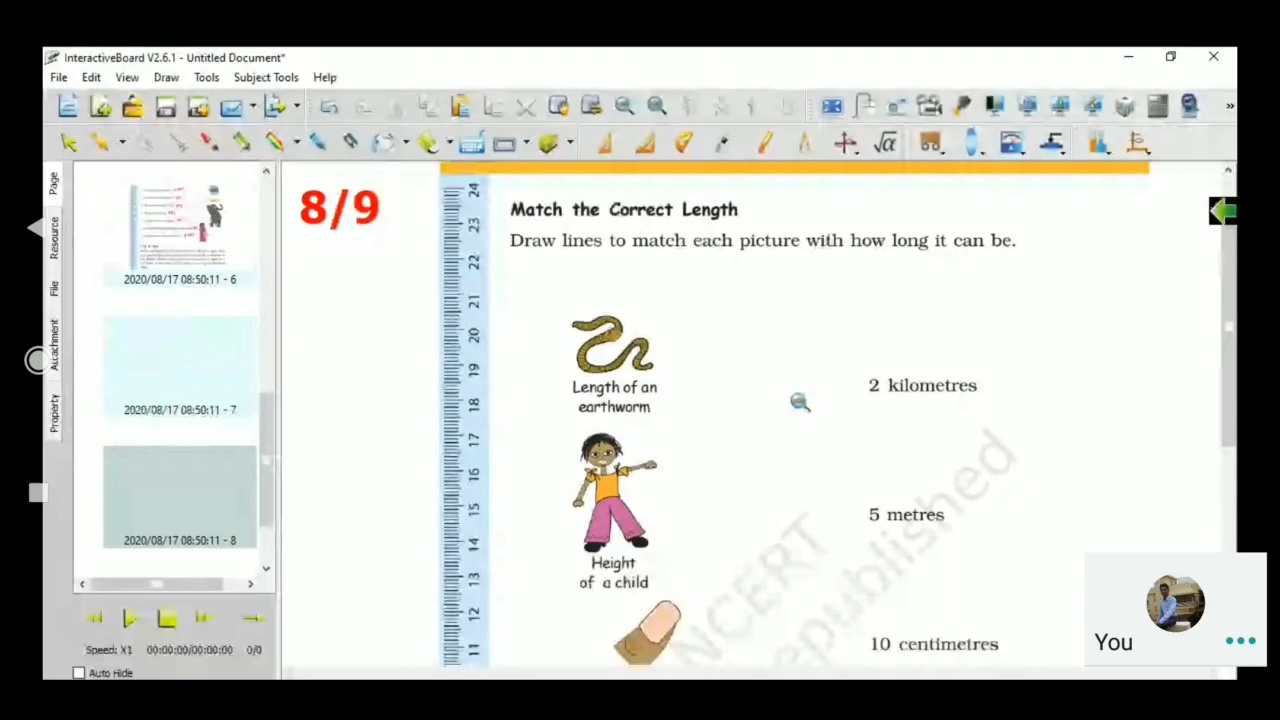 InteractiveBoard V2.6.1 - Untitled Document*
File Edit View Draw Tools Subject Tools Help
Page
Resource
File
Attachment
Property
2020/08/17 08:50:11 - 6
2020/08/17 08:50:11 - 7
2020/08/17 08:50:11 - 8
Speed: X1 00:00:00/00:00:00 0/0
Auto Hide
8/9
24
23
22
21
20
19
18
17
16
15
14
13
12
11
Match the Correct Length
Draw lines to match each picture with how long it can be.
Length of an
earthworm
2 kilometres
Height
of a child
5 metres
10 centimetres
NCERT
republished
You